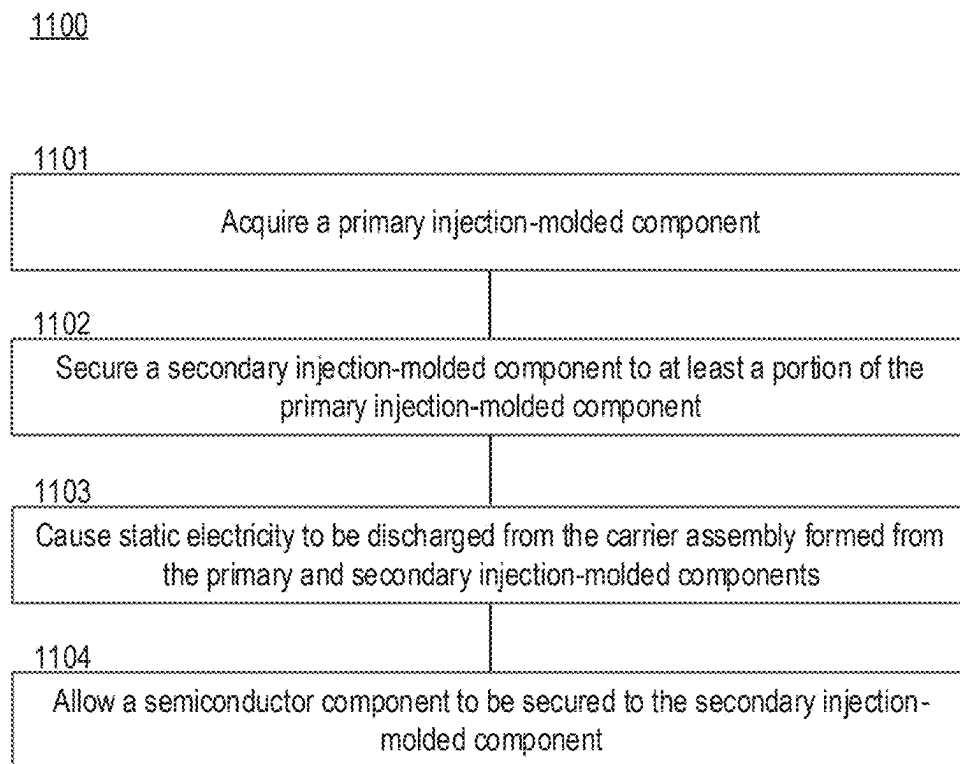 1100
1101
Acquire a primary injection-molded component
1102
Secure a secondary injection-molded component to at least a portion of the
primary injection-molded component
1103
Cause static electricity to be discharged from the carrier assembly formed from
the primary and secondary injection-molded components
1104
Allow a semiconductor component to be secured to the secondary injection-
molded component